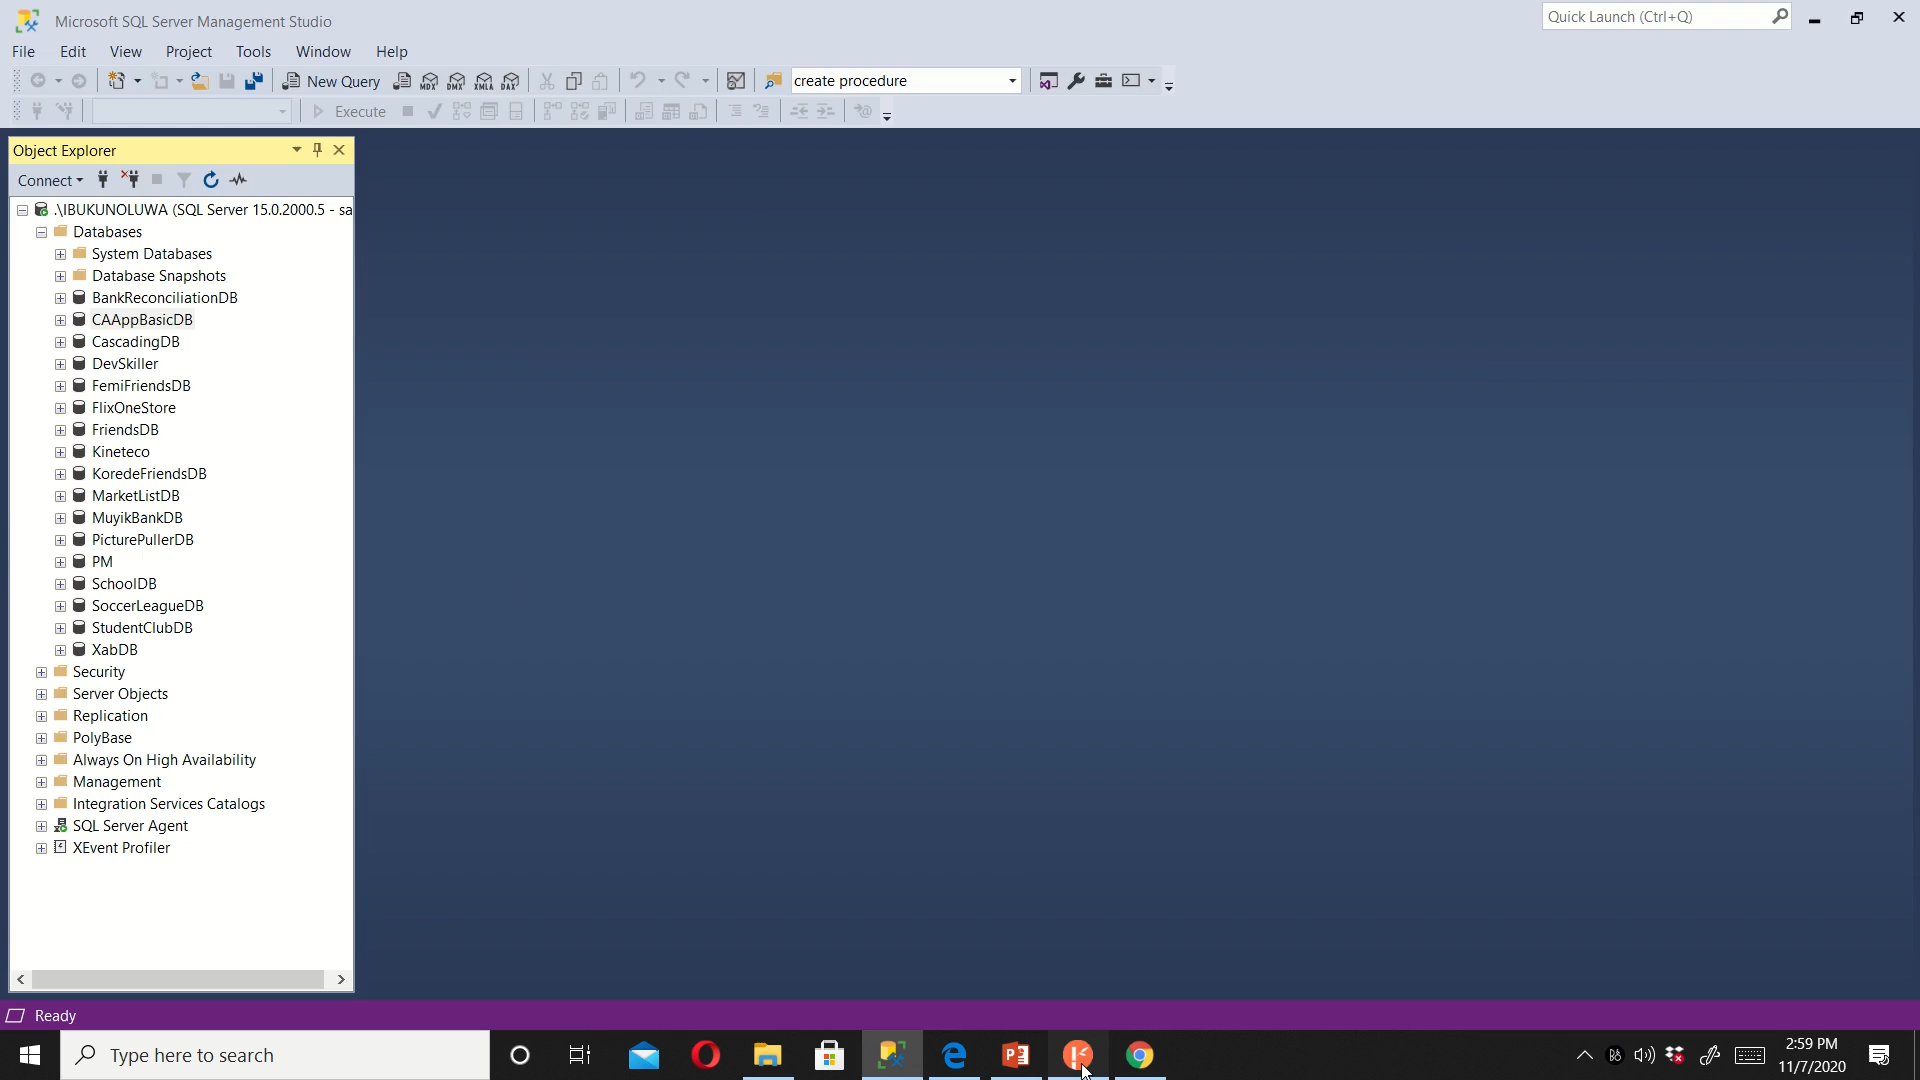 Microsoft SQL Server Management Studio
Quick Launch (Ctrl+Q)
File Edit View Project Tools Window Help
New Query MDX DMX XMLA DAX create procedure
Execute
Object Explorer
Connect
.\IBUKUNOLUWA (SQL Server 15.0.2000.5 - sa
Databases
System Databases
Database Snapshots
BankReconciliationDB
CAAppBasicDB
CascadingDB
DevSkiller
FemiFriendsDB
FlixOneStore
FriendsDB
Kineteco
KoredeFriendsDB
MarketListDB
MuyikBankDB
PicturePullerDB
PM
SchoolDB
SoccerLeagueDB
StudentClubDB
XabDB
Security
Server Objects
Replication
PolyBase
Always On High Availability
Management
Integration Services Catalogs
SQL Server Agent
XEvent Profiler
Ready
Type here to search
2:59 PM
11/7/2020